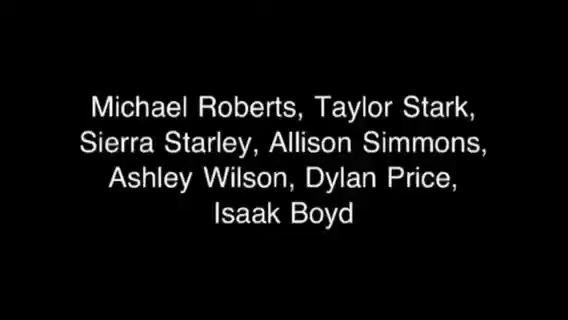 Michael Roberts, Taylor Stark,
Sierra Starley, Allison Simmons,
Ashley Wilson, Dylan Price,
Isaak Boyd